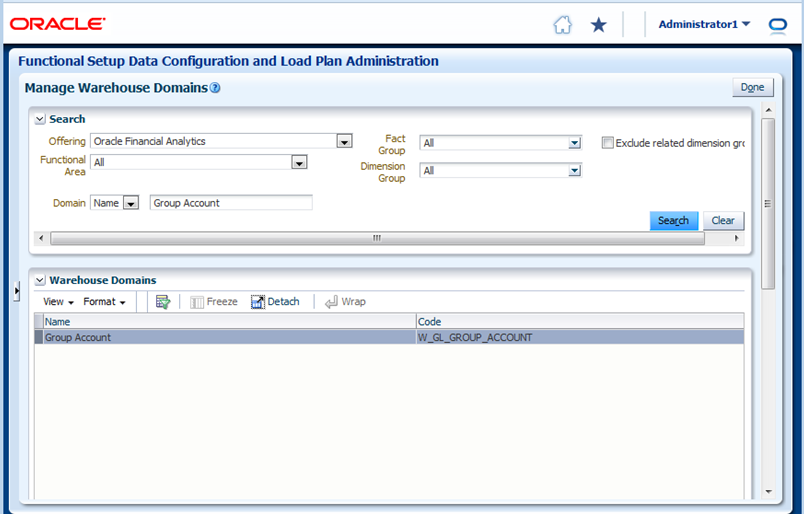 ORACLE
Administrator1
Functional Setup Data Configuration and Load Plan Administration
Manage Warehouse Domains
Done
Search
Offering Oracle Financial Analytics
Functional Area All
Fact Group All
Dimension Group All
Exclude related dimension gro
Domain Name Group Account
Search Clear
Warehouse Domains
View Format Freeze Detach Wrap
Name Code
Group Account W_GL_GROUP_ACCOUNT